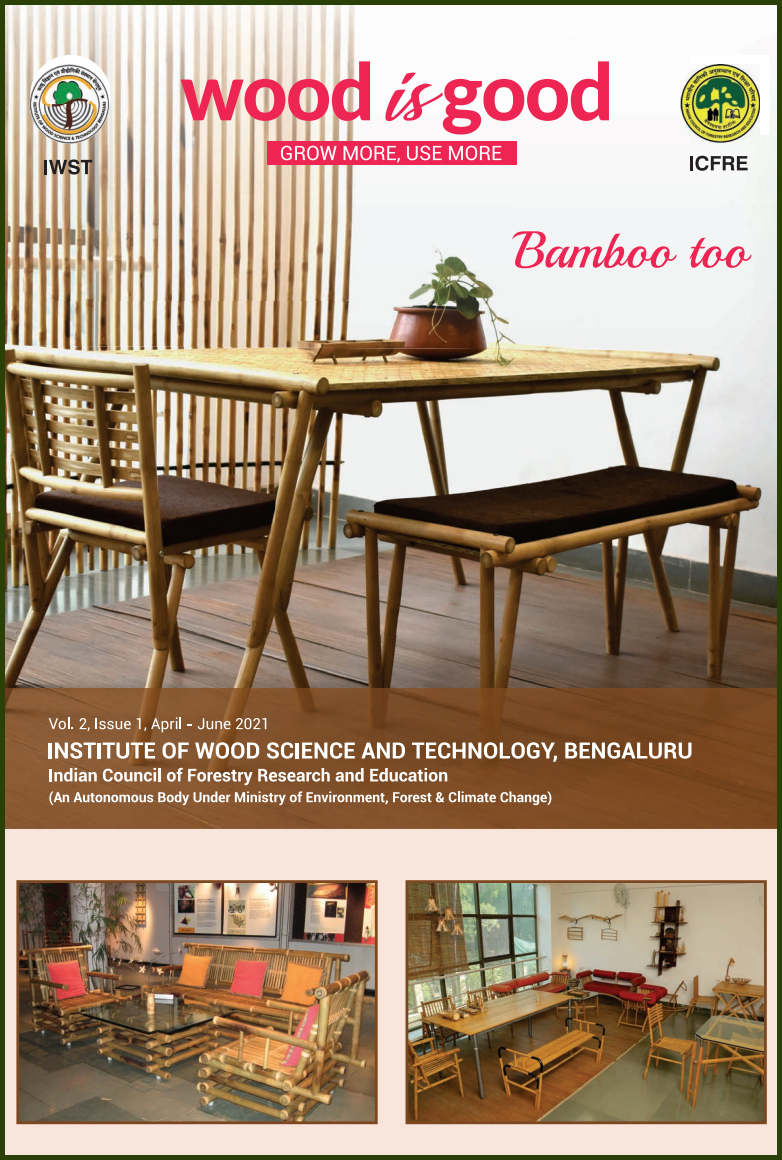 wood is good
GROW MORE, USE MORE
IWST
ICFRE
Bamboo too
Vol. 2, Issue 1, April - June 2021
INSTITUTE OF WOOD SCIENCE AND TECHNOLOGY, BENGALURU
Indian Council of Forestry Research and Education
(An Autonomous Body Under Ministry of Environment, Forest & Climate Change)